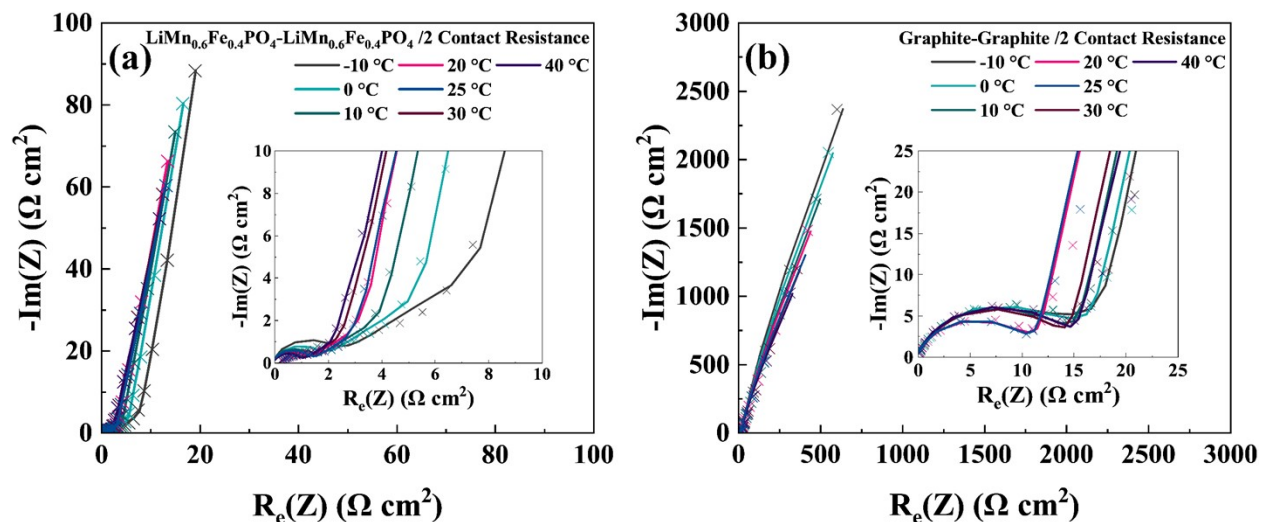 (a)
LiMn0.6Fe0.4PO4-LiMn0.6Fe0.4PO4 /2 Contact Resistance
-10 °C 20 °C 40 °C
0 °C 25 °C
10 °C 30 °C
-Im(Z) (Ω cm2)
100
80
60
40
20
0
0 20 40 60 80 100
Re(Z) (Ω cm2)
-Im(Z) (Ω cm2)
10
8
6
4
2
0
0 2 4 6 8 10
Re(Z) (Ω cm2)
(b)
Graphite-Graphite /2 Contact Resistance
-10 °C 20 °C 40 °C
0 °C 25 °C
10 °C 30 °C
-Im(Z) (Ω cm2)
3000
2500
2000
1500
1000
500
0
0 500 1000 1500 2000 2500 3000
Re(Z) (Ω cm2)
-Im(Z) (Ω cm2)
25
20
15
10
5
0
0 5 10 15 20 25
Re(Z) (Ω cm2)